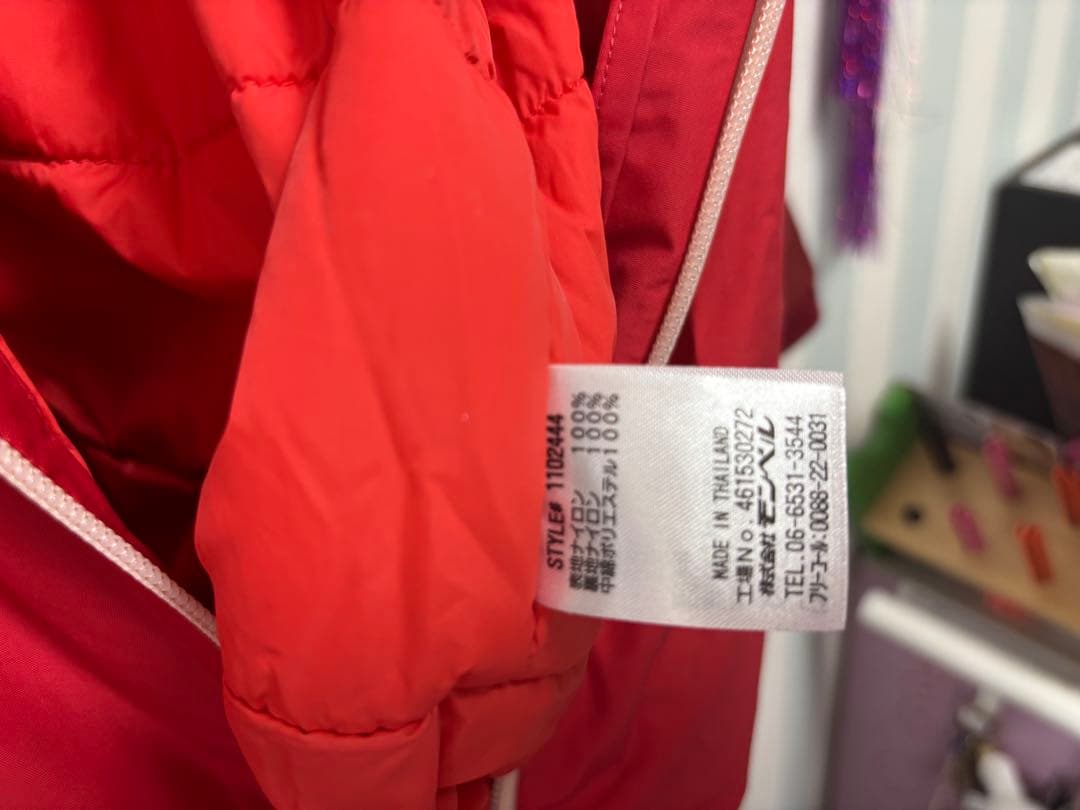 STYLE# 1102444
表地ナイロン 100%
裏地ナイロン 100%
中綿ポリエステル100%
MADE IN THAILAND
工場No.461530272
株式会社モンベル
TEL.06-6531-3544
フリーコール:0088-22-0031